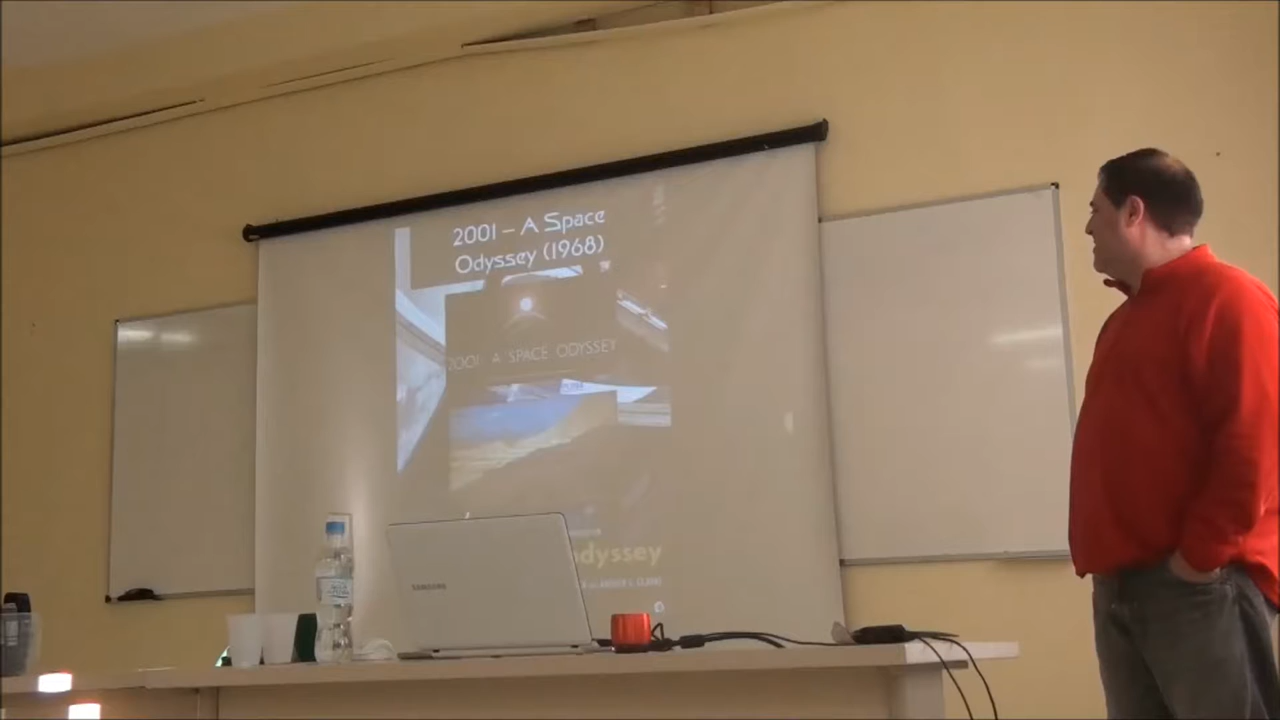 2001 – A Space
Odyssey (1968)
2001: A SPACE ODYSSEY
odyssey
SAMSUNG